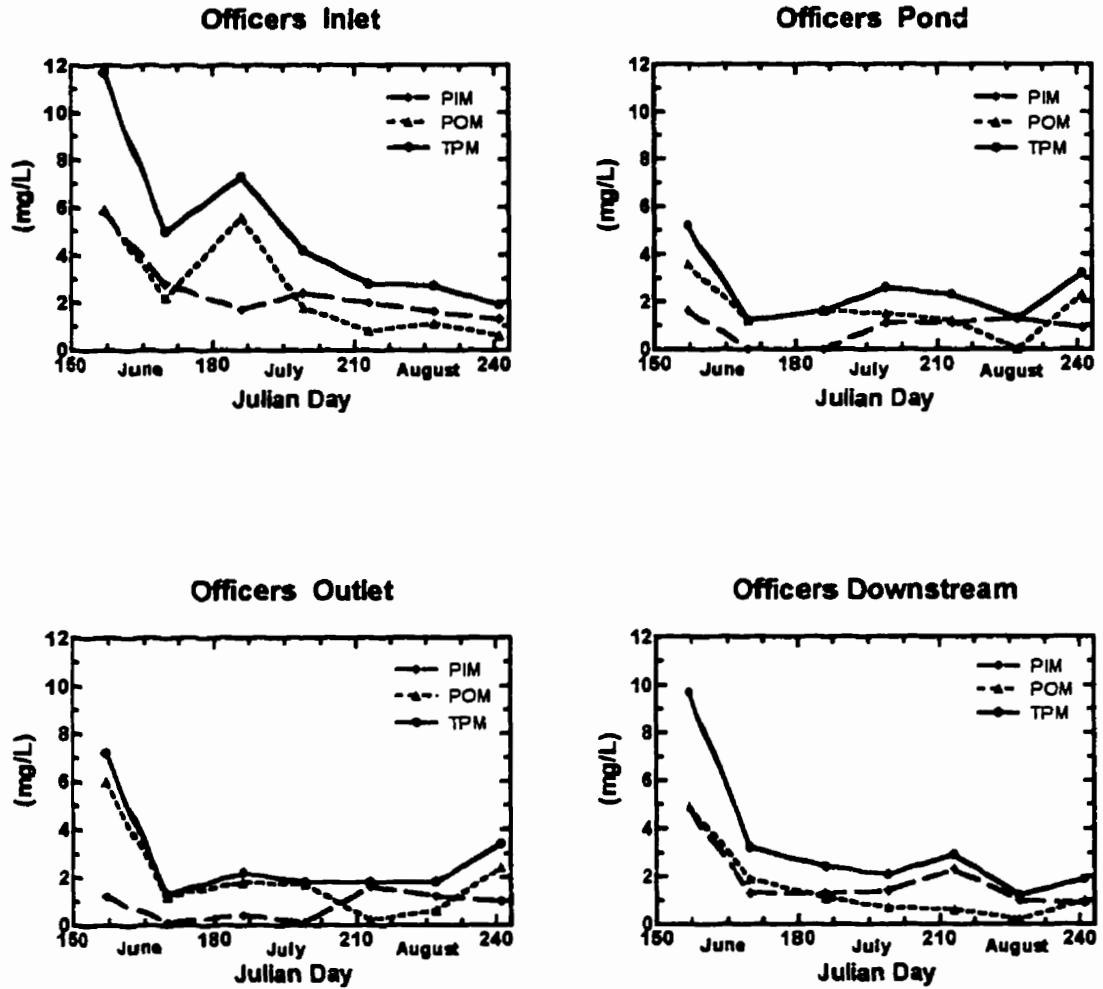 Officers Inlet
12
10
8
6
4
2
0
(mg/L)
PIM
POM
TPM
150 June 180 July 210 August 240
Julian Day
Officers Pond
12
10
8
6
4
2
0
(mg/L)
PIM
POM
TPM
150 June 180 July 210 August 240
Julian Day
Officers Outlet
12
10
8
6
4
2
0
(mg/L)
PIM
POM
TPM
150 June 180 July 210 August 240
Julian Day
Officers Downstream
12
10
8
6
4
2
0
(mg/L)
PIM
POM
TPM
150 June 180 July 210 August 240
Julian Day